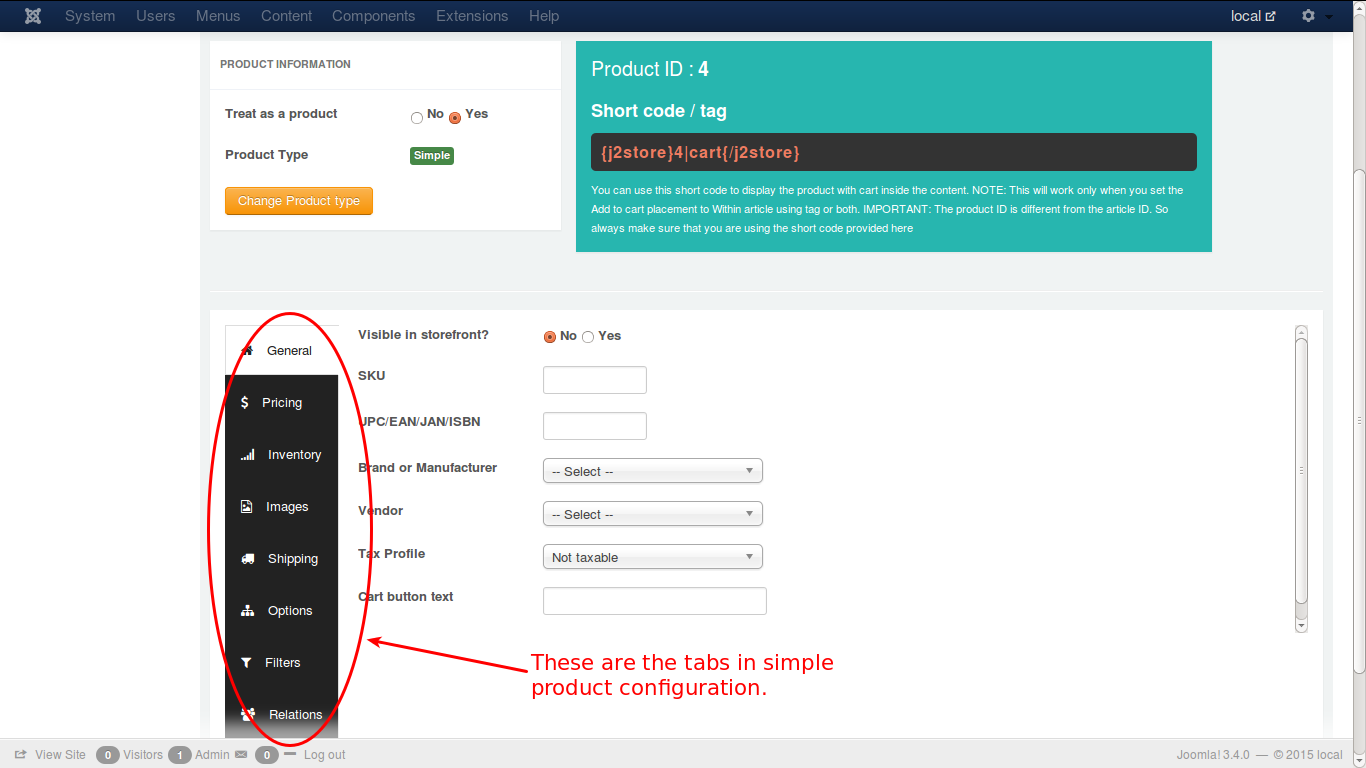 System Users Menus Content Components Extensions Help local
PRODUCT INFORMATION
Treat as a product No Yes
Product Type Simple
Change Product type
Product ID : 4
Short code / tag
{j2store}4|cart{/j2store}
You can use this short code to display the product with cart inside the content. NOTE: This will work only when you set the
Add to cart placement to Within article using tag or both. IMPORTANT: The product ID is different from the article ID. So
always make sure that you are using the short code provided here
General
Pricing
Inventory
Images
Shipping
Options
Filters
Relations
Visible in storefront? No Yes
SKU
UPC/EAN/JAN/ISBN
Brand or Manufacturer -- Select --
Vendor -- Select --
Tax Profile Not taxable
Cart button text
These are the tabs in simple
product configuration.
View Site 0 Visitors 1 Admin 0 Log out Joomla! 3.4.0 — © 2015 local